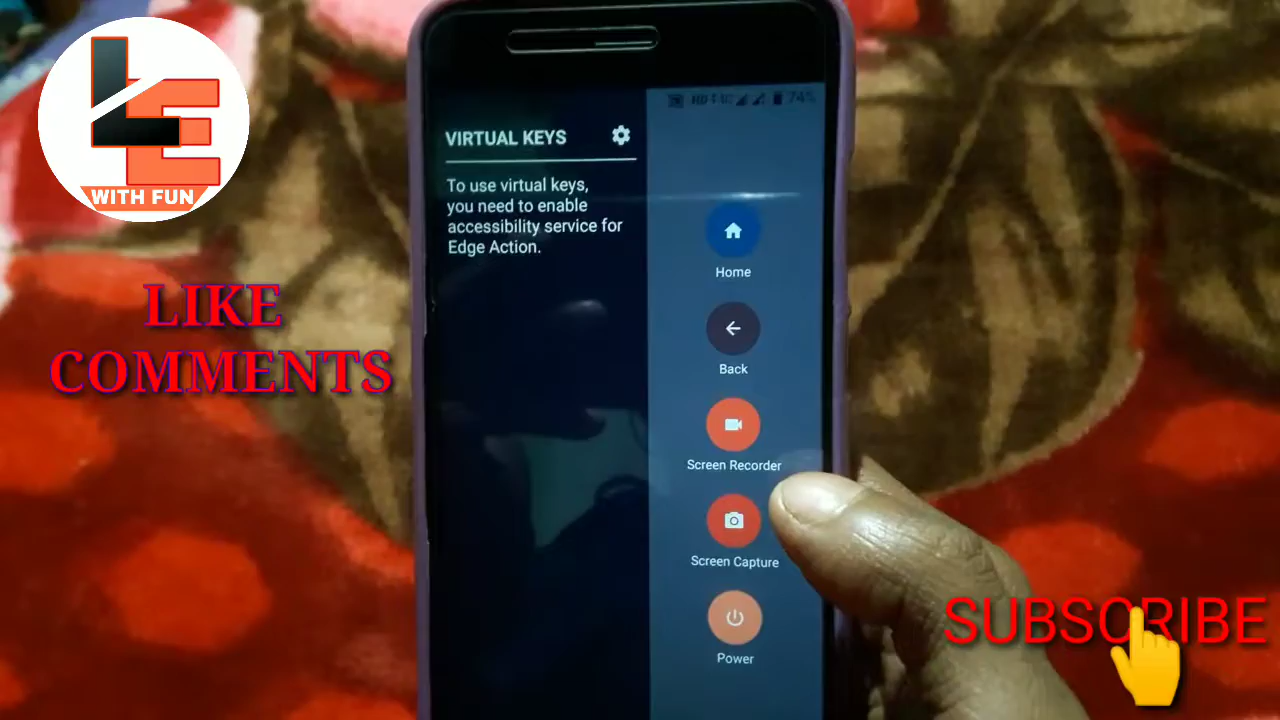 LE
WITH FUN
LIKE
COMMENTS
74%
VIRTUAL KEYS
To use virtual keys,
you need to enable
accessibility service for
Edge Action.
Home
Back
Screen Recorder
Screen Capture
Power
SUBSCRIBE